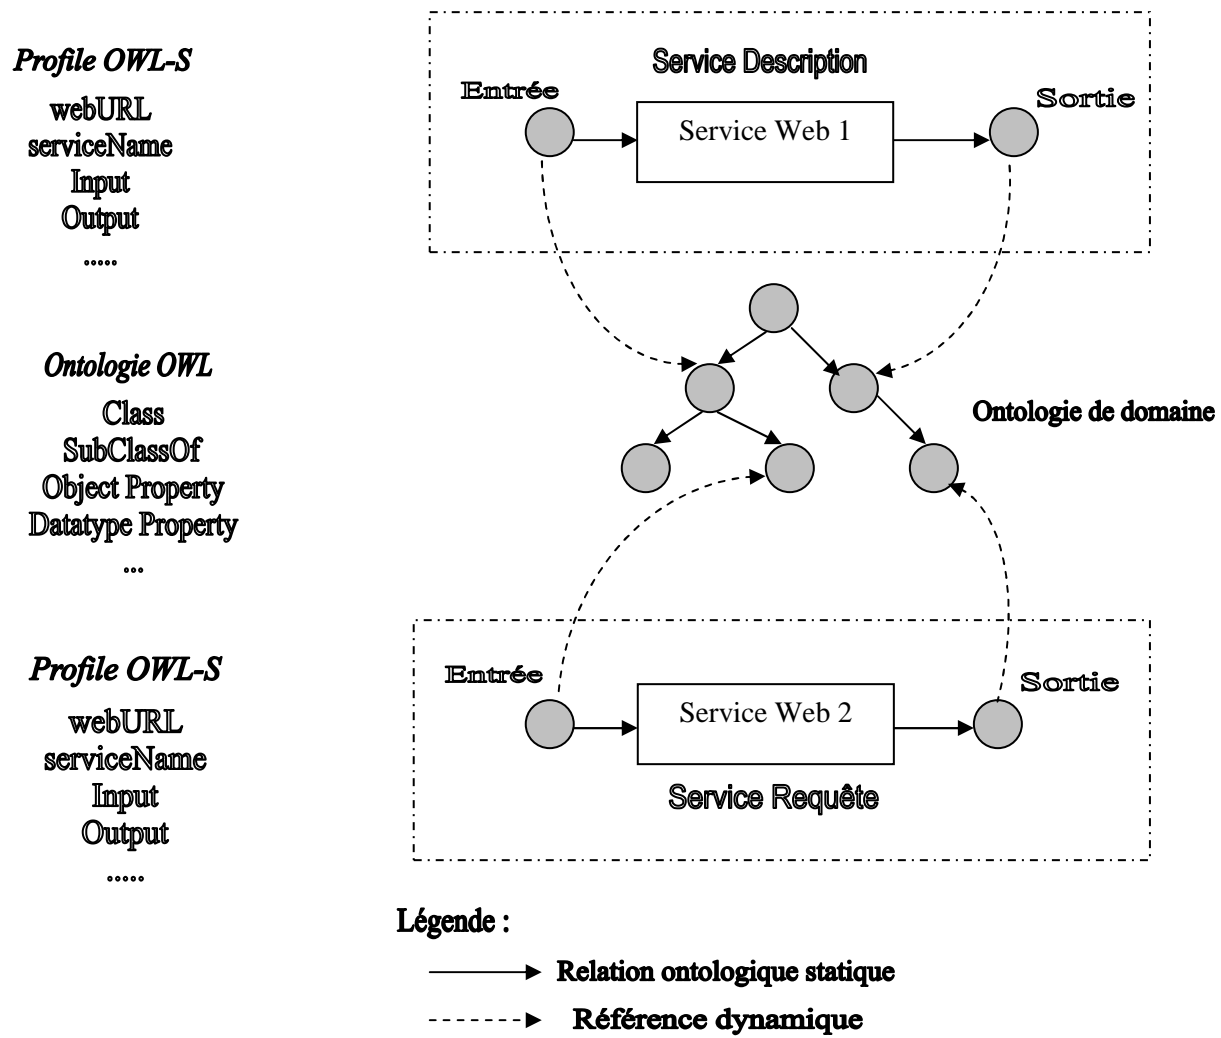 Profile OWL-S
webURL
serviceName
Input
Output
.....
Service Description
Entrée
Service Web 1
Sortie
Ontologie OWL
Class
SubClassOf
Object Property
Datatype Property
...
Ontologie de domaine
Profile OWL-S
webURL
serviceName
Input
Output
.....
Entrée
Service Web 2
Sortie
Service Requête
Légende :
Relation ontologique statique
Référence dynamique